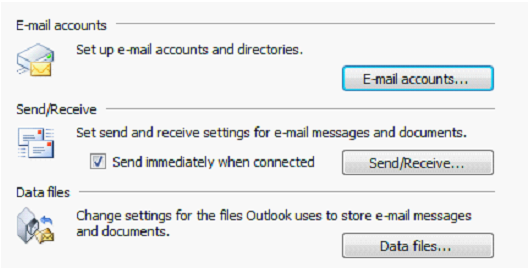 E-mail accounts
Set up e-mail accounts and directories.
E-mail accounts...
Send/Receive
Set send and receive settings for e-mail messages and documents.
Send immediately when connected
Send/Receive...
Data files
Change settings for the files Outlook uses to store e-mail messages
and documents.
Data files...